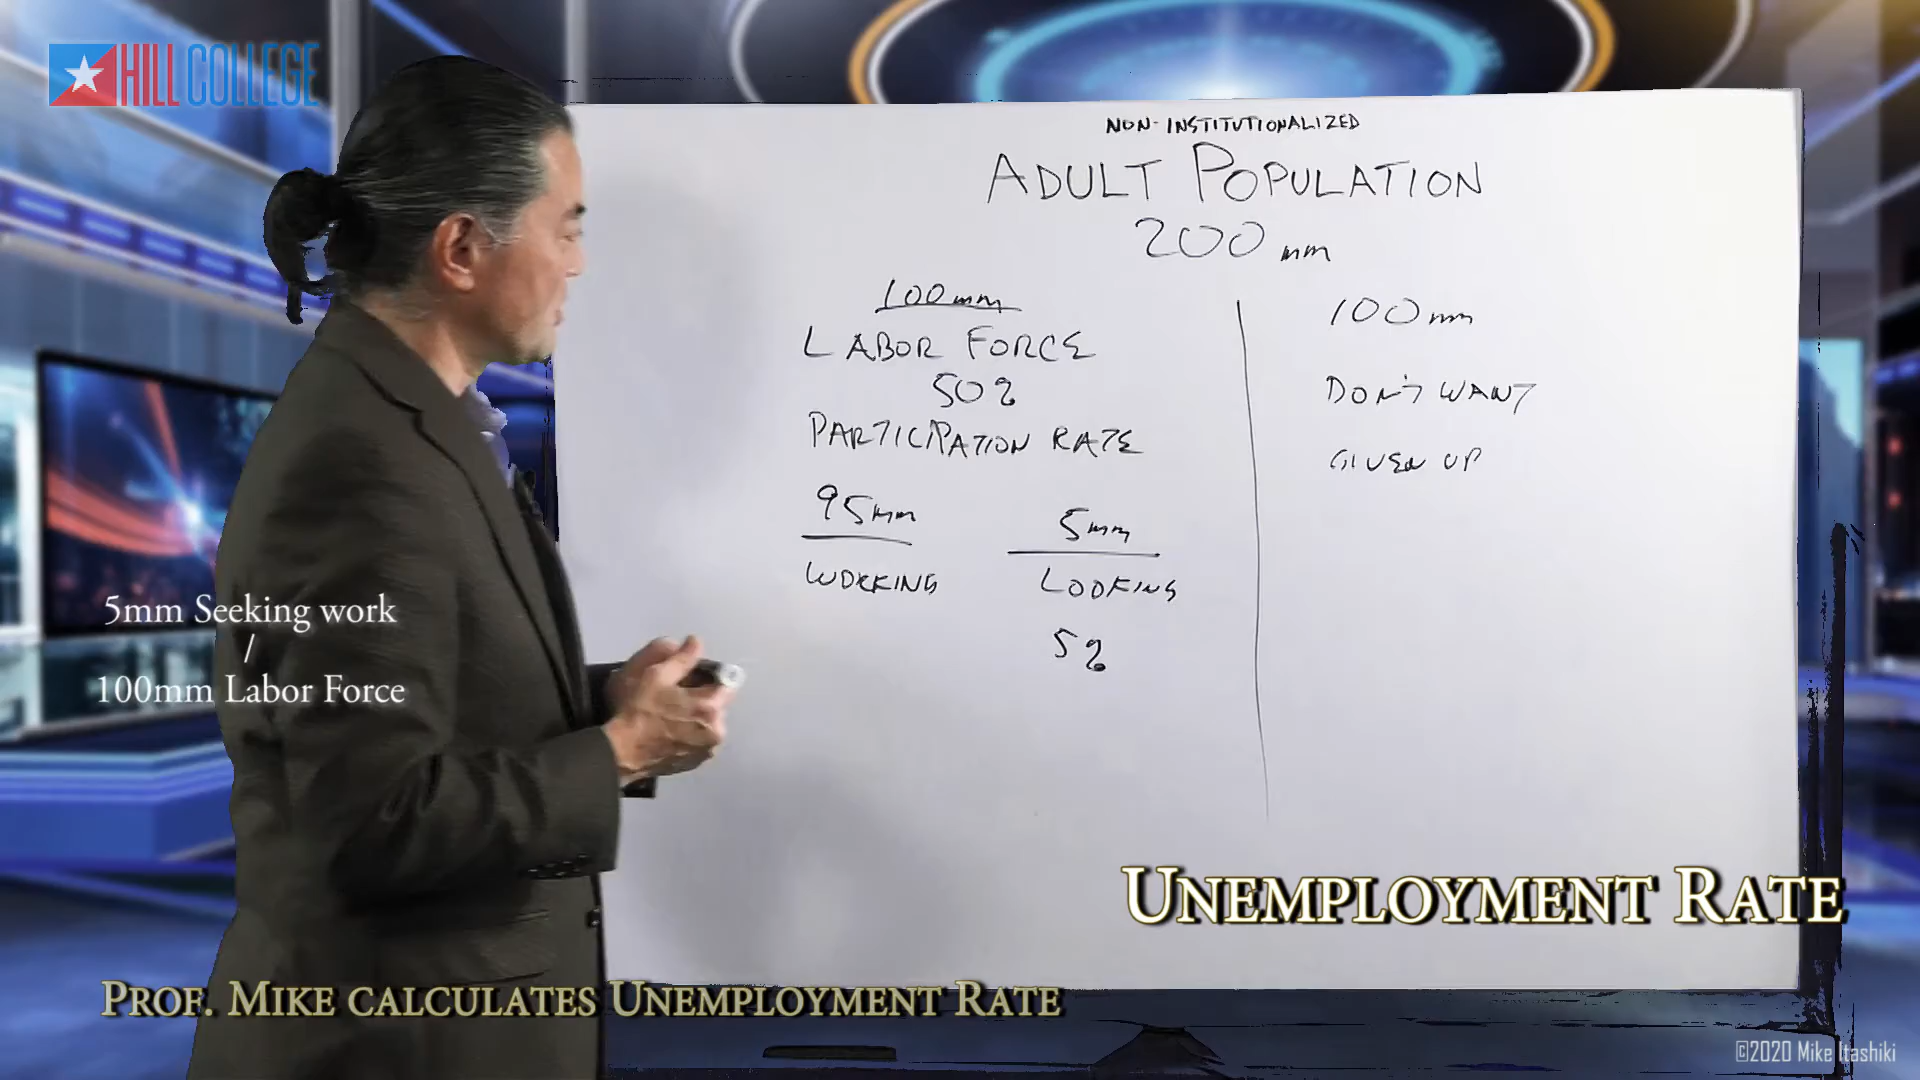 HILL COLLEGE
NON-INSTITUTIONALIZED
ADULT POPULATION
200 mm
100mm
LABOR FORCE
50%
PARTICIPATION RATE
95mm
WORKING
5mm
LOOKING
5%
100mm
DON'T WANT
GIVEN UP
5mm Seeking work
/
100mm Labor Force
UNEMPLOYMENT RATE
PROF. MIKE CALCULATES UNEMPLOYMENT RATE
©2020 Mike Itashiki